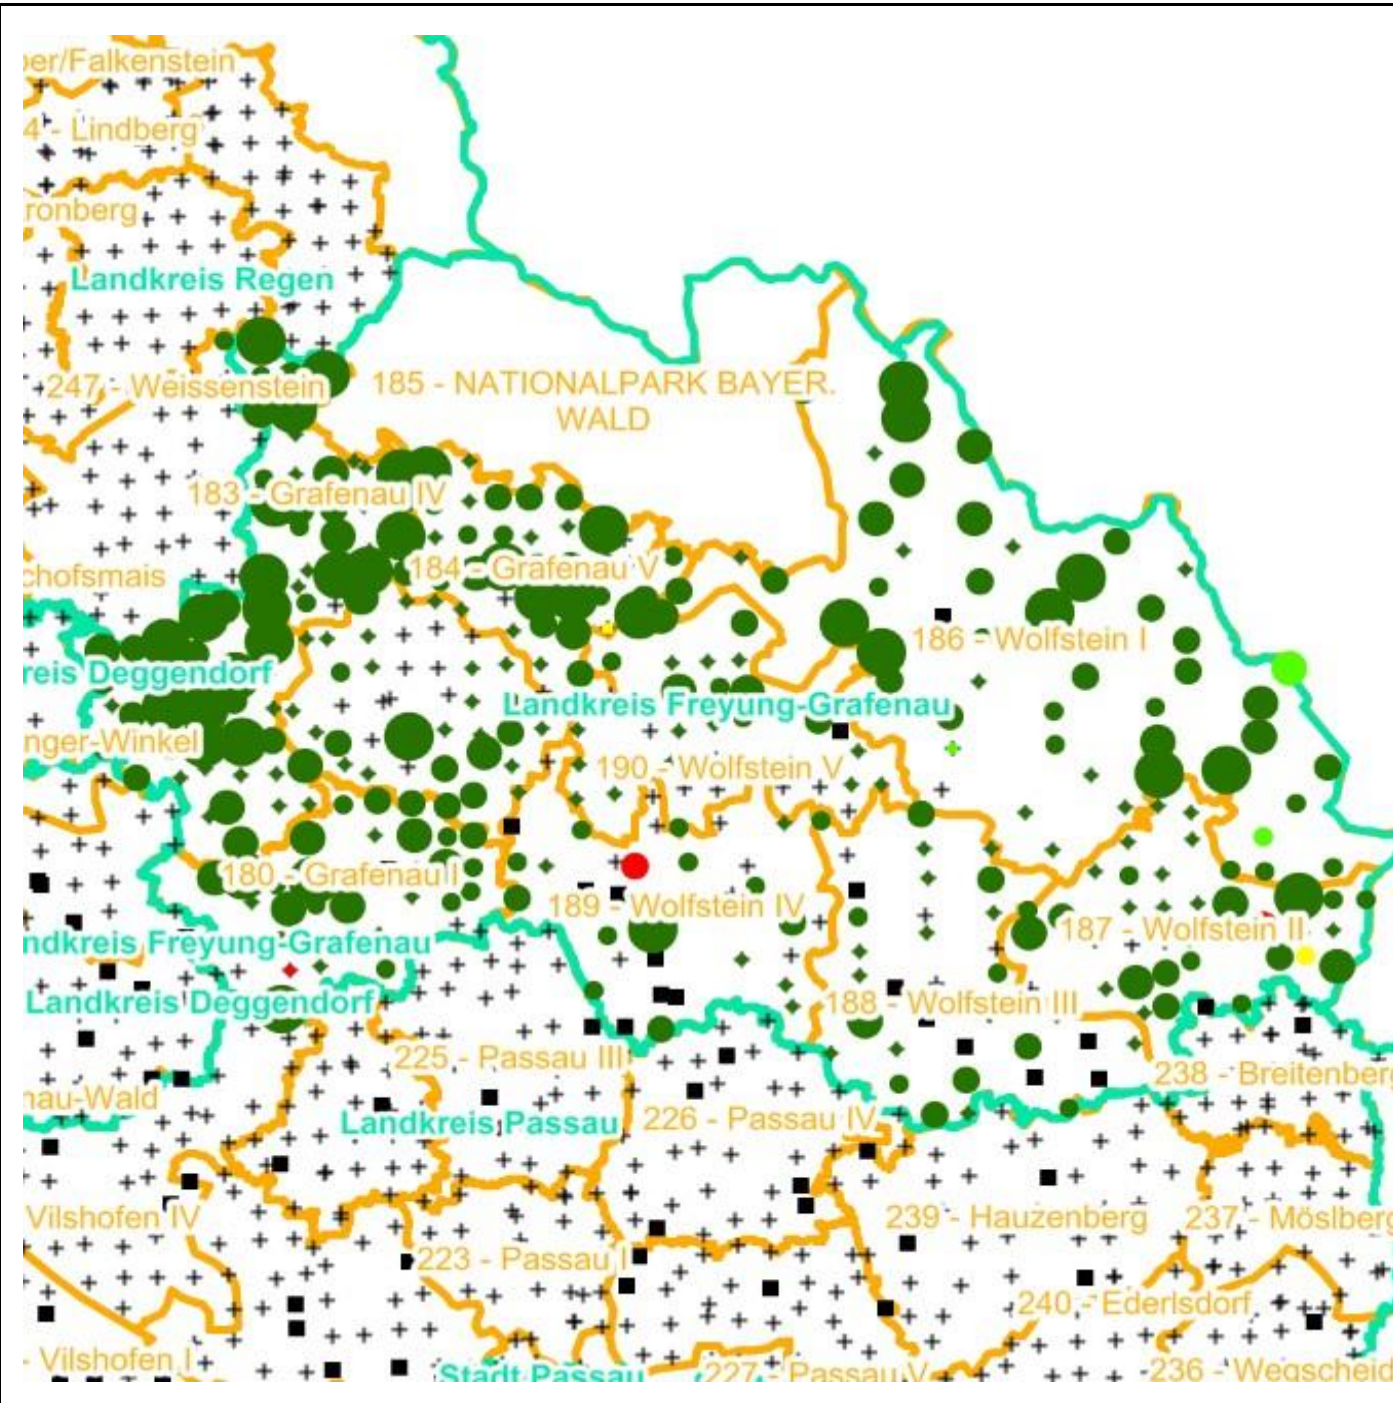 er/Falkenstein
4 - Lindberg
ronberg
Landkreis Regen
247 - Weissenstein
185 - NATIONALPARK BAYER.
WALD
183 - Grafenau IV
184 - Grafenau V
chofsmais
186 - Wolfstein I
reis Deggendorf
Landkreis Freyung-Grafenau
nger-Winkel
190 - Wolfstein V
180 - Grafenau I
189 - Wolfstein IV
187 - Wolfstein II
ndkreis Freyung-Grafenau
Landkreis Deggendorf
188 - Wolfstein III
225 - Passau III
238 - Breitenberg
nau-Wald
Landkreis Passau
226 - Passau IV
Vilshofen IV
239 - Hauzenberg
237 - Möslberg
223 - Passau I
240 - Ederlsdorf
- Vilshofen I
Stadt Passau
227 - Passau V
236 - Wegscheid